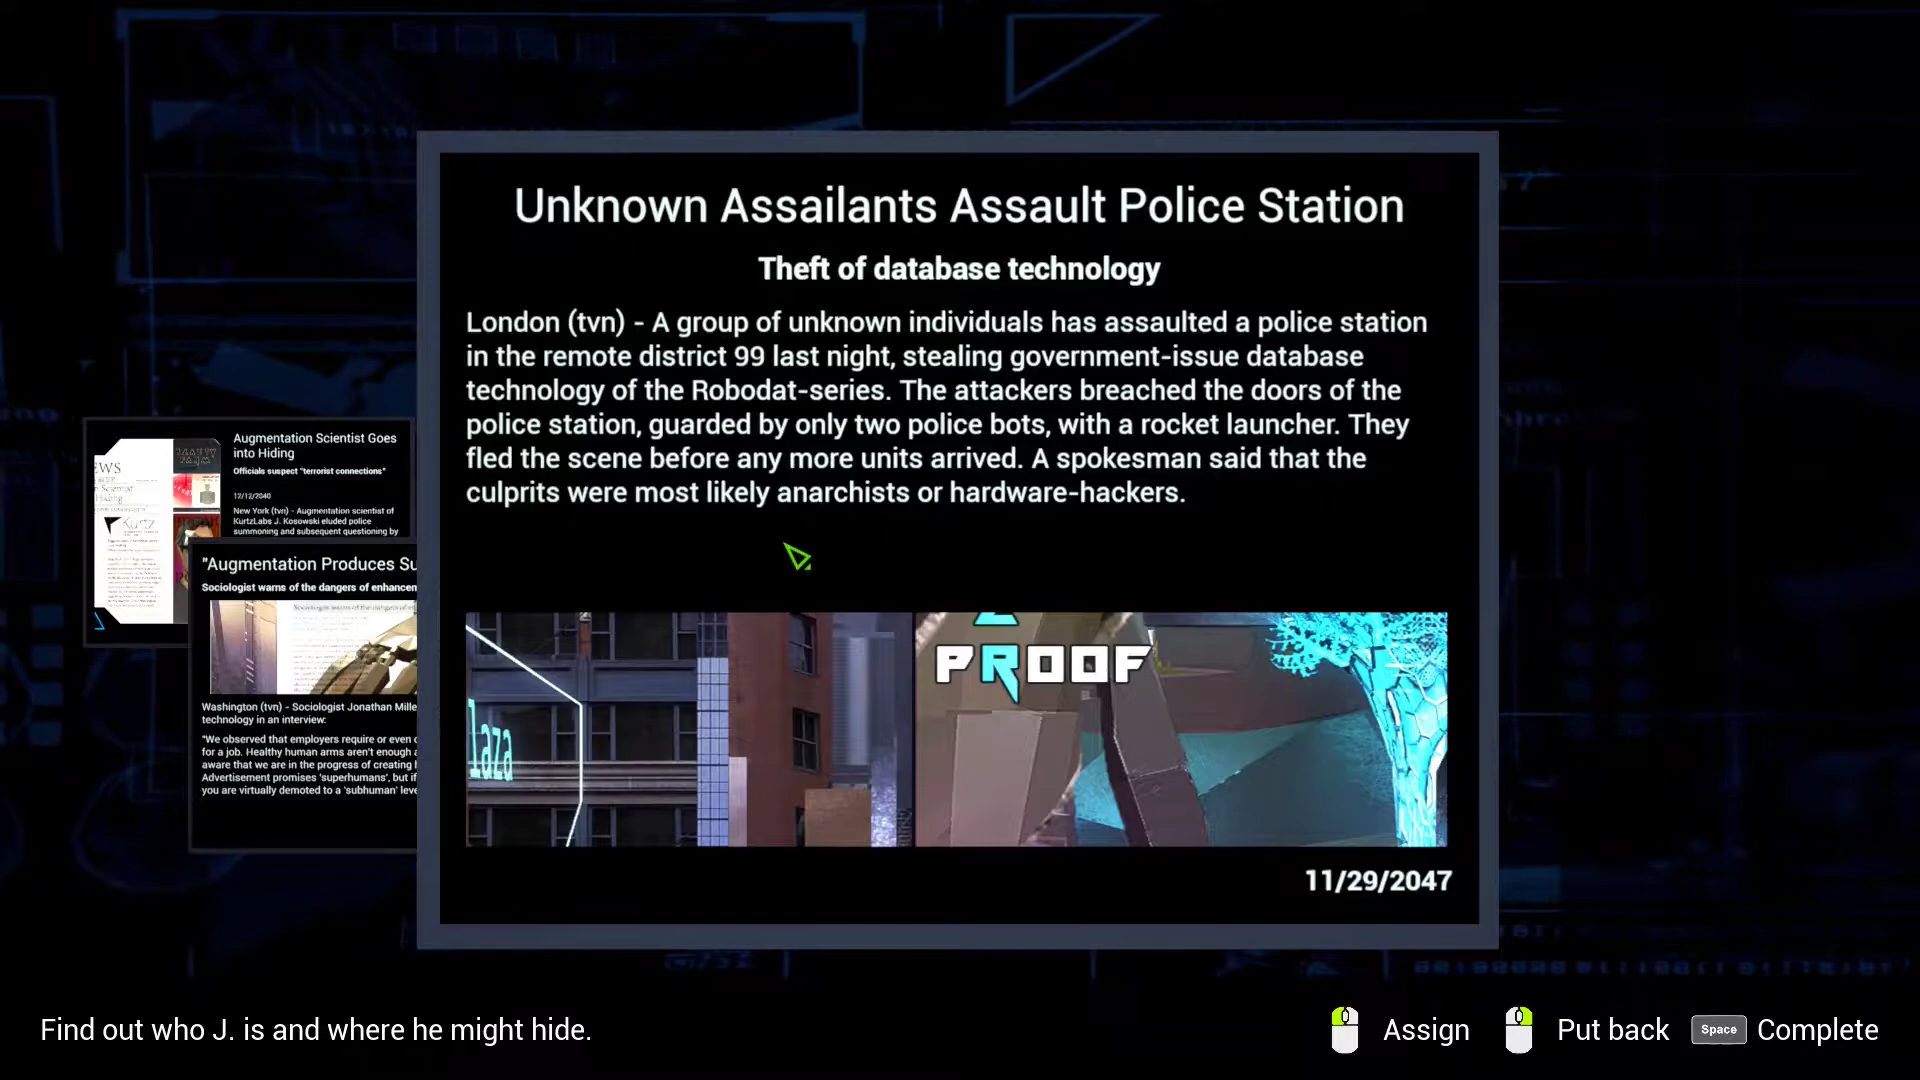 Unknown Assailants Assault Police Station
Theft of database technology
London (tvn) - A group of unknown individuals has assaulted a police station
in the remote district 99 last night, stealing government-issue database
technology of the Robodat-series. The attackers breached the doors of the
police station, guarded by only two police bots, with a rocket launcher. They
fled the scene before any more units arrived. A spokesman said that the
culprits were most likely anarchists or hardware-hackers.
laza
PROOF
11/29/2047
EWS
Augmentation Scientist Goes
into Hiding
Officials suspect "terrorist connections"
12/12/2040
New York (tvn) - Augmentation scientist of
KurtzLabs J. Kosowski eluded police
summoning and subsequent questioning by
Kurtz
"Augmentation Produces Su
Sociologist warns of the dangers of enhancem
Washington (tvn) - Sociologist Jonathan Mille
technology in an interview:
"We observed that employers require or even
for a job. Healthy human arms aren't enough
aware that we are in the progress of creating
Advertisement promises 'superhumans', but if
you are virtually demoted to a 'subhuman' leve
Find out who J. is and where he might hide.
Assign
Put back
Space
Complete